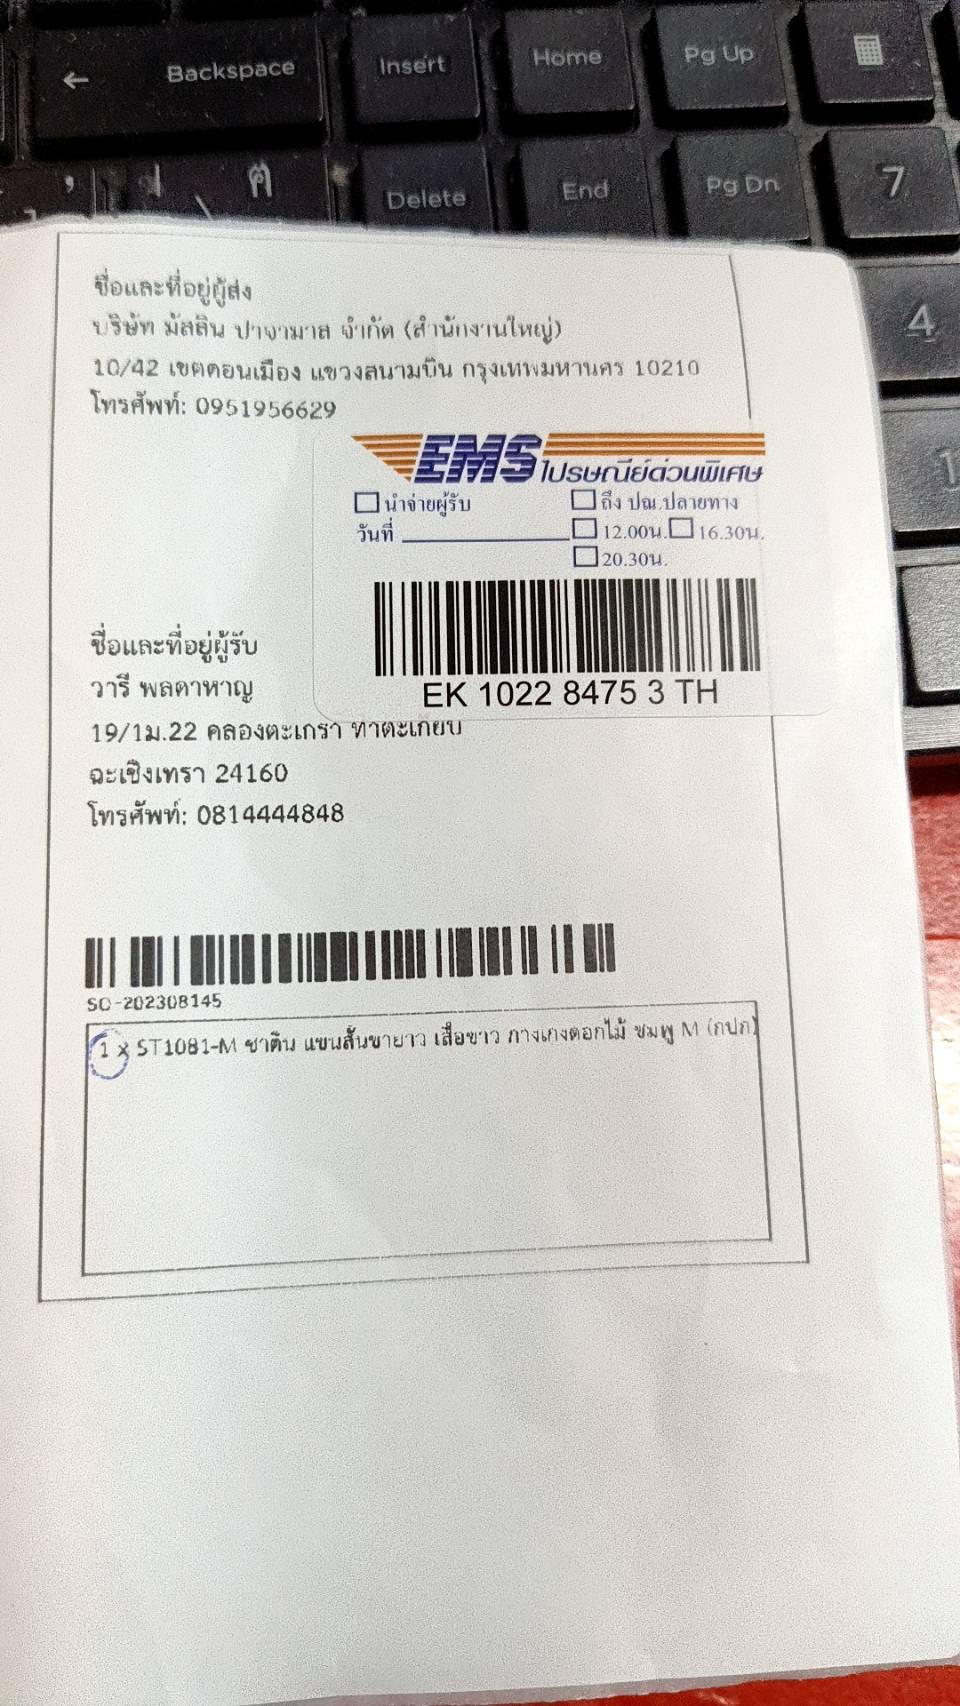 ← Backspace
Insert
Home
Pg Up
ฅ
Delete
End
Pg Dn
7
4
1
ชื่อและที่อยู่ผู้ส่ง
บริษัท มัสลิน ปาจามาส จำกัด (สำนักงานใหญ่)
10/42 เขตดอนเมือง แขวงสนามบิน กรุงเทพมหานคร 10210
โทรศัพท์: 0951956629
EMS ไปรษณีย์ด่วนพิเศษ
นำจ่ายผู้รับ
ถึง ปณ.ปลายทาง
วันที่
12.00น. 16.30น.
20.30น.
EK 1022 8475 3 TH
ชื่อและที่อยู่ผู้รับ
วารี พลดาหาญ
19/1ม.22 คลองตะเกรา ท่าตะเกียบ
ฉะเชิงเทรา 24160
โทรศัพท์: 0814444848
SO-202308145
1 x ST1081-M ซาติน แขนสั้นขายาว เสื้อขาว กางเกงดอกไม้ ชมพู M (กปก)